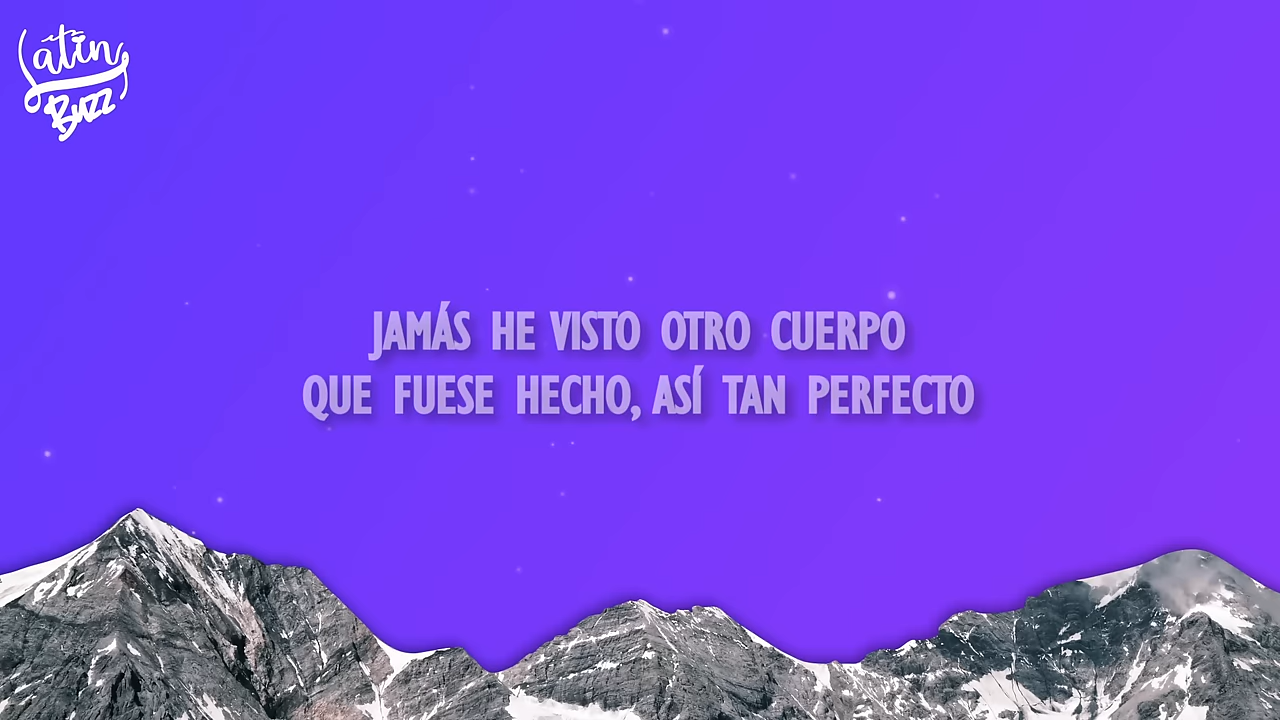 Latin
Buzz
JAMÁS HE VISTO OTRO CUERPO
QUE FUESE HECHO, ASÍ TAN PERFECTO